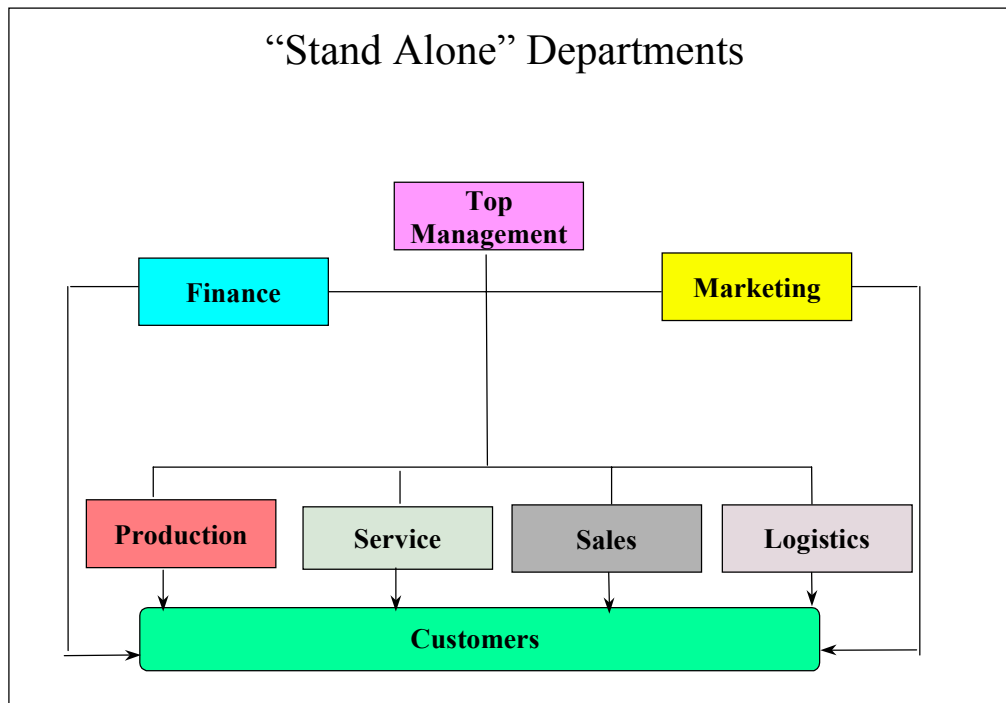 “Stand Alone” Departments
Top
Management
Finance
Marketing
Production
Service
Sales
Logistics
Customers